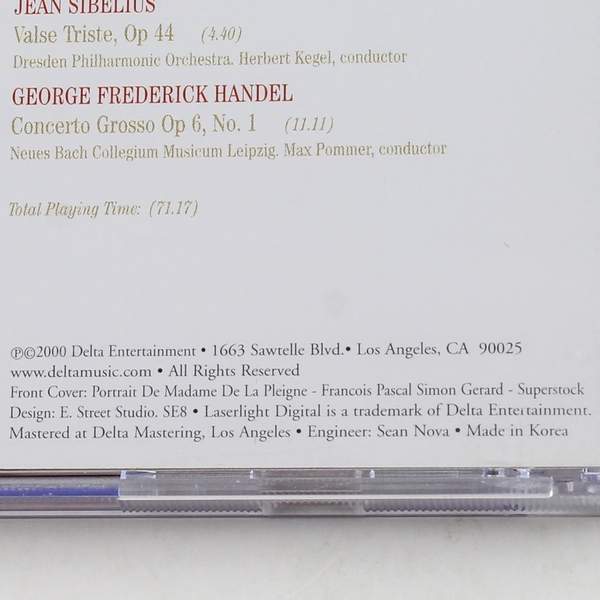 JEAN SIBELIUS
Valse Triste, Op 44 (4.40)
Dresden Philharmonic Orchestra. Herbert Kegel, conductor
GEORGE FREDERICK HANDEL
Concerto Grosso Op 6, No. 1 (11.11)
Neues Bach Collegium Musicum Leipzig. Max Pommer, conductor
Total Playing Time: (71.17)
℗©2000 Delta Entertainment • 1663 Sawtelle Blvd.• Los Angeles, CA 90025
www.deltamusic.com • All Rights Reserved
Front Cover: Portrait De Madame De La Pleigne - Francois Pascal Simon Gerard - Superstock
Design: E. Street Studio. SE8 • Laserlight Digital is a trademark of Delta Entertainment.
Mastered at Delta Mastering, Los Angeles • Engineer: Sean Nova • Made in Korea